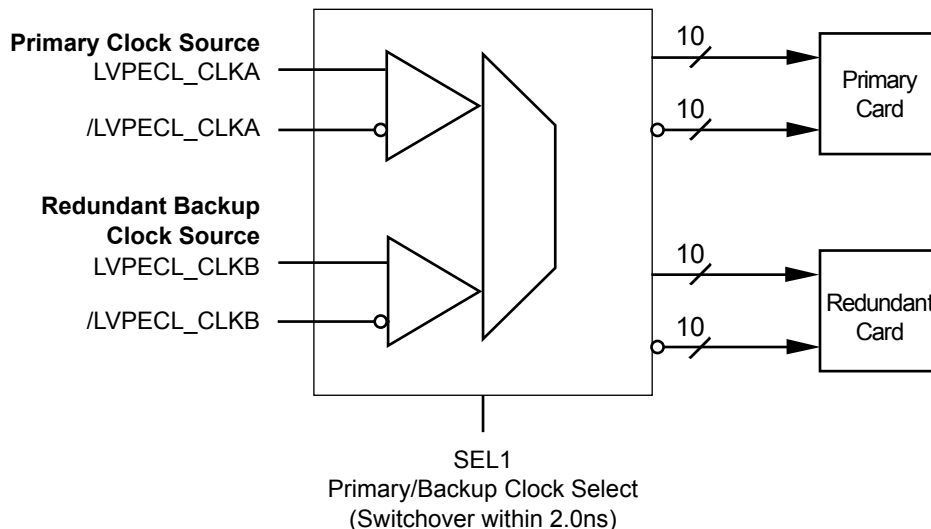 Primary Clock Source
LVPECL_CLKA
/LVPECL_CLKA
Redundant Backup
Clock Source
LVPECL_CLKB
/LVPECL_CLKB
10
10
Primary
Card
10
10
Redundant
Card
SEL1
Primary/Backup Clock Select
(Switchover within 2.0ns)